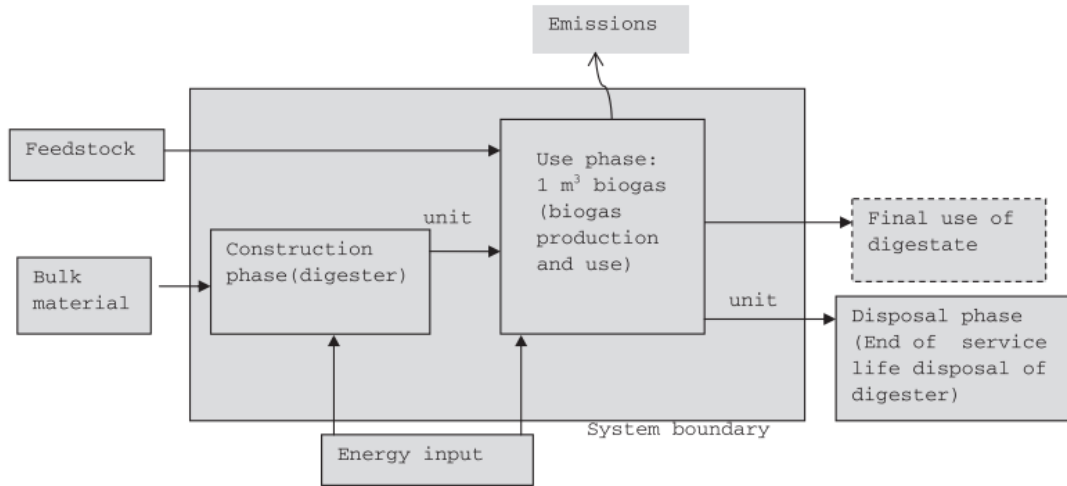 Emissions
Feedstock
Use phase:
1 m³ biogas
(biogas
production
and use)
unit
Construction
phase(digester)
Final use of
digestate
Bulk
material
unit
Disposal phase
(End of service
life disposal of
digester)
System boundary
Energy input